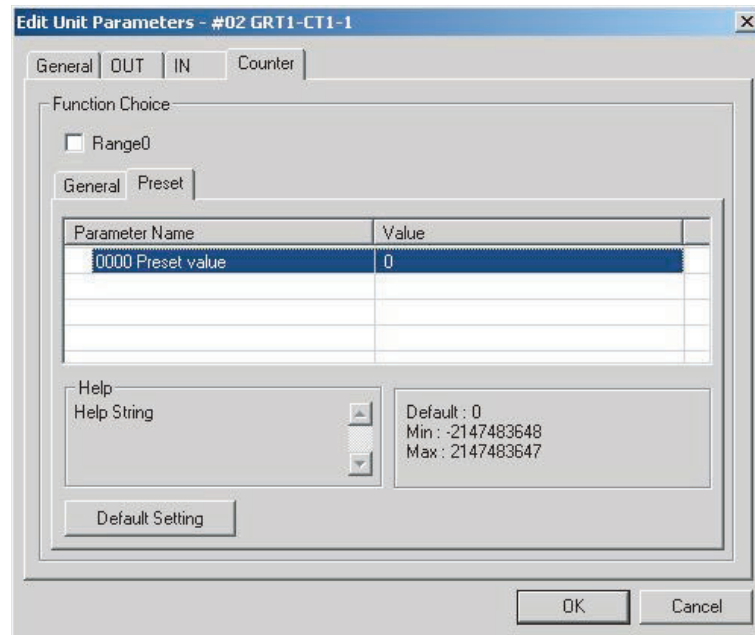 Edit Unit Parameters - #02 GRT1-CT1-1
General OUT IN Counter
Function Choice
Range0
General Preset
Parameter Name Value
0000 Preset value 0
Help
Help String
Default : 0
Min : -2147483648
Max : 2147483647
Default Setting
OK Cancel